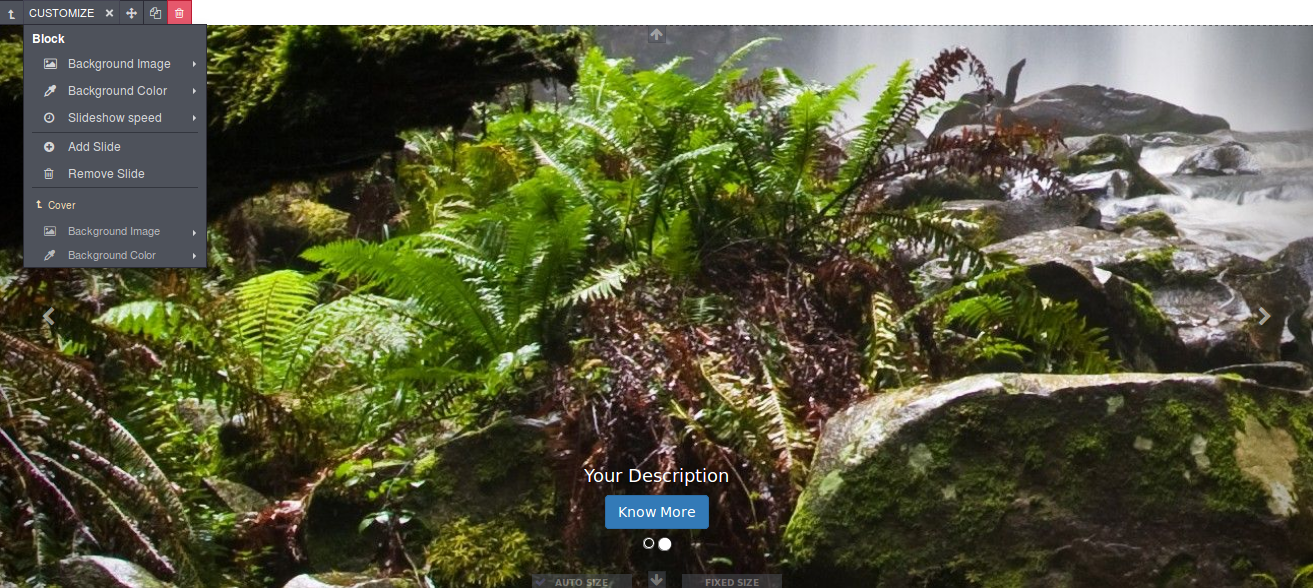 CUSTOMIZE
Block
Background Image
Background Color
Slideshow speed
Add Slide
Remove Slide
Cover
Background Image
Background Color
Your Description
Know More
AUTO SIZE
FIXED SIZE